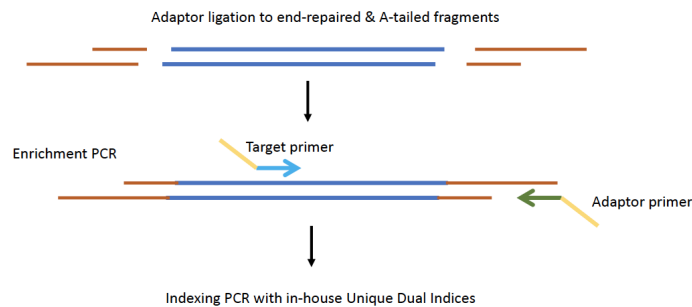 Adaptor ligation to end-repaired & A-tailed fragments
Target primer
Enrichment PCR
Adaptor primer
Indexing PCR with in-house Unique Dual Indices